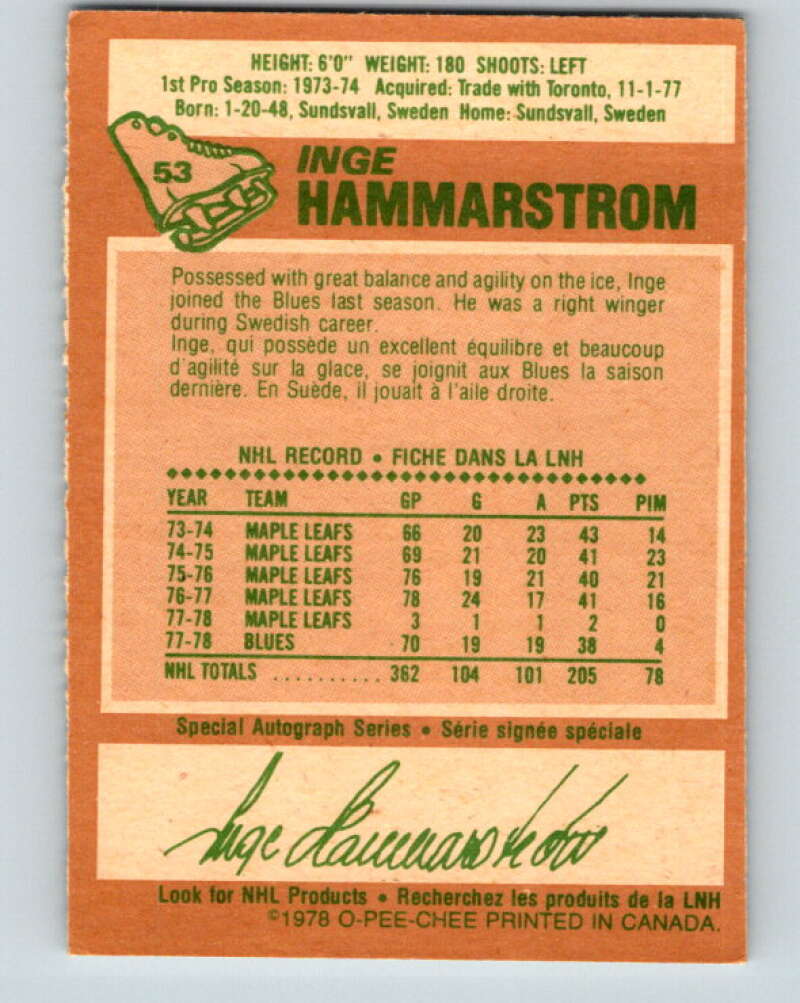 HEIGHT: 6'0" WEIGHT: 180 SHOOTS: LEFT
1st Pro Season: 1973-74 Acquired: Trade with Toronto, 11-1-77
Born: 1-20-48, Sundsvall, Sweden Home: Sundsvall, Sweden
53
INGE
HAMMARSTROM
Possessed with great balance and agility on the ice, Inge
joined the Blues last season. He was a right winger
during Swedish career.
Inge, qui possède un excellent équilibre et beaucoup
d'agilité sur la glace, se joignit aux Blues la saison
dernière. En Suède, il jouait à l'aile droite.
NHL RECORD • FICHE DANS LA LNH
YEAR TEAM GP G A PTS PIM
73-74 MAPLE LEAFS 66 20 23 43 14
74-75 MAPLE LEAFS 69 21 20 41 23
75-76 MAPLE LEAFS 76 19 21 40 21
76-77 MAPLE LEAFS 78 24 17 41 16
77-78 MAPLE LEAFS 3 1 1 2 0
77-78 BLUES 70 19 19 38 4
NHL TOTALS .......... 362 104 101 205 78
Special Autograph Series • Série signée spéciale
Inge Hammarström
Look for NHL Products • Recherchez les produits de la LNH
©1978 O-PEE-CHEE PRINTED IN CANADA.